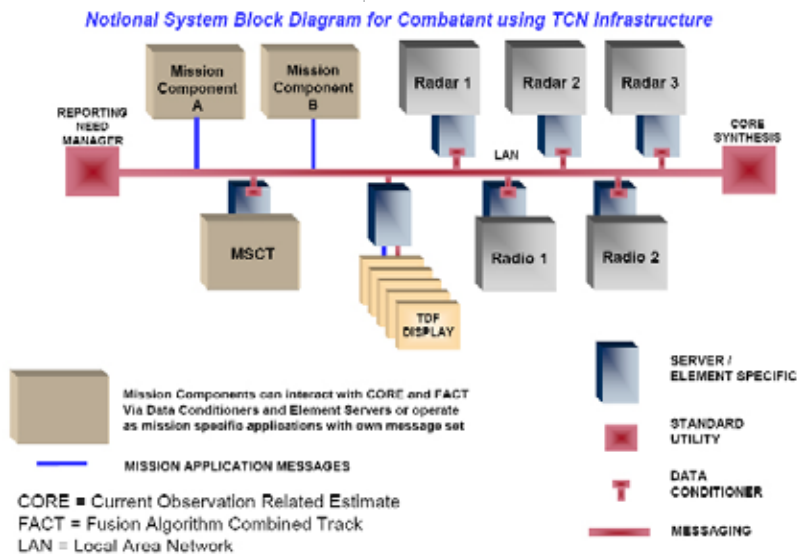 Notional System Block Diagram for Combatant using TCN Infrastructure
Mission
Component
A
Mission
Component
B
Radar 1
Radar 2
Radar 3
REPORTING
NEED
MANAGER
CORE
SYNTHESIS
LAN
MSCT
TDF
DISPLAY
Radio 1
Radio 2
Mission Components can interact with CORE and FACT
Via Data Conditioners and Element Servers or operate
as mission specific applications with own message set
MISSION APPLICATION MESSAGES
SERVER /
ELEMENT SPECIFIC
STANDARD
UTILITY
DATA
CONDITIONER
MESSAGING
CORE = Current Observation Related Estimate
FACT = Fusion Algorithm Combined Track
LAN = Local Area Network